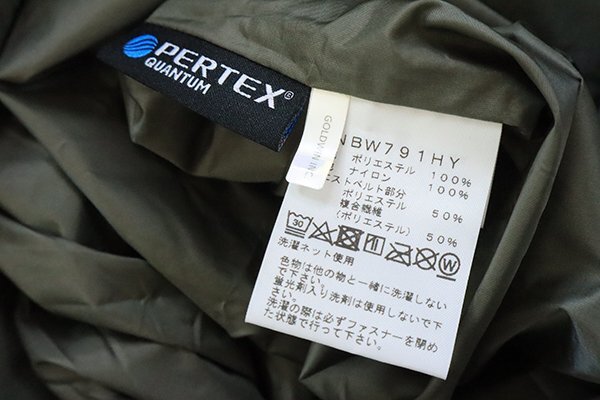 PERTEX®
QUANTUM
GOLDWIN INC
NBW791HY
ポリエステル 100%
ナイロン 100%
ストベルト部分
ポリエステル 50%
複合繊維
(ポリエステル) 50%
30
W
洗濯ネット使用
色物は他の物と一緒に洗濯しない
で下さい。
蛍光剤入り洗剤は使用しないで下
さい。
洗濯の際は必ずファスナーを閉め
た状態で行って下さい。